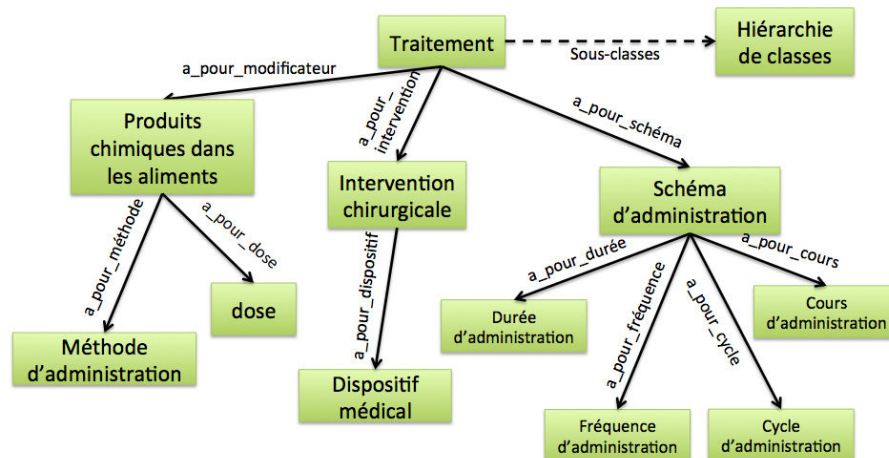 Traitement
Sous-classes
Hiérarchie
de classes
a_pour_modificateur
a_pour_
intervention
a_pour_schéma
Produits
chimiques dans
les aliments
Intervention
chirurgicale
Schéma
d'administration
a_pour_méthode
a_pour_dose
a_pour_dispositif
a_pour_durée
a_pour_fréquence
a_pour_cycle
a_pour_cours
dose
Durée
d'administration
Cours
d'administration
Méthode
d'administration
Dispositif
médical
Fréquence
d'administration
Cycle
d'administration